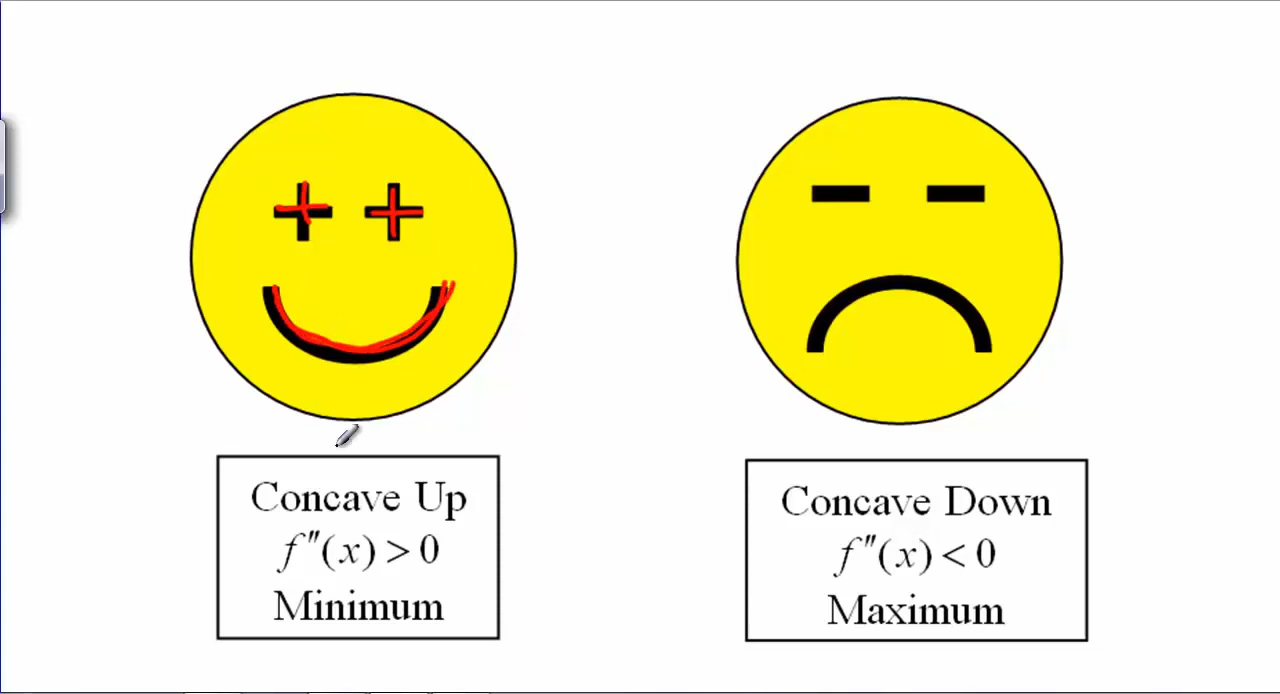 Concave Up
f″(x) > 0
Minimum
Concave Down
f″(x) < 0
Maximum